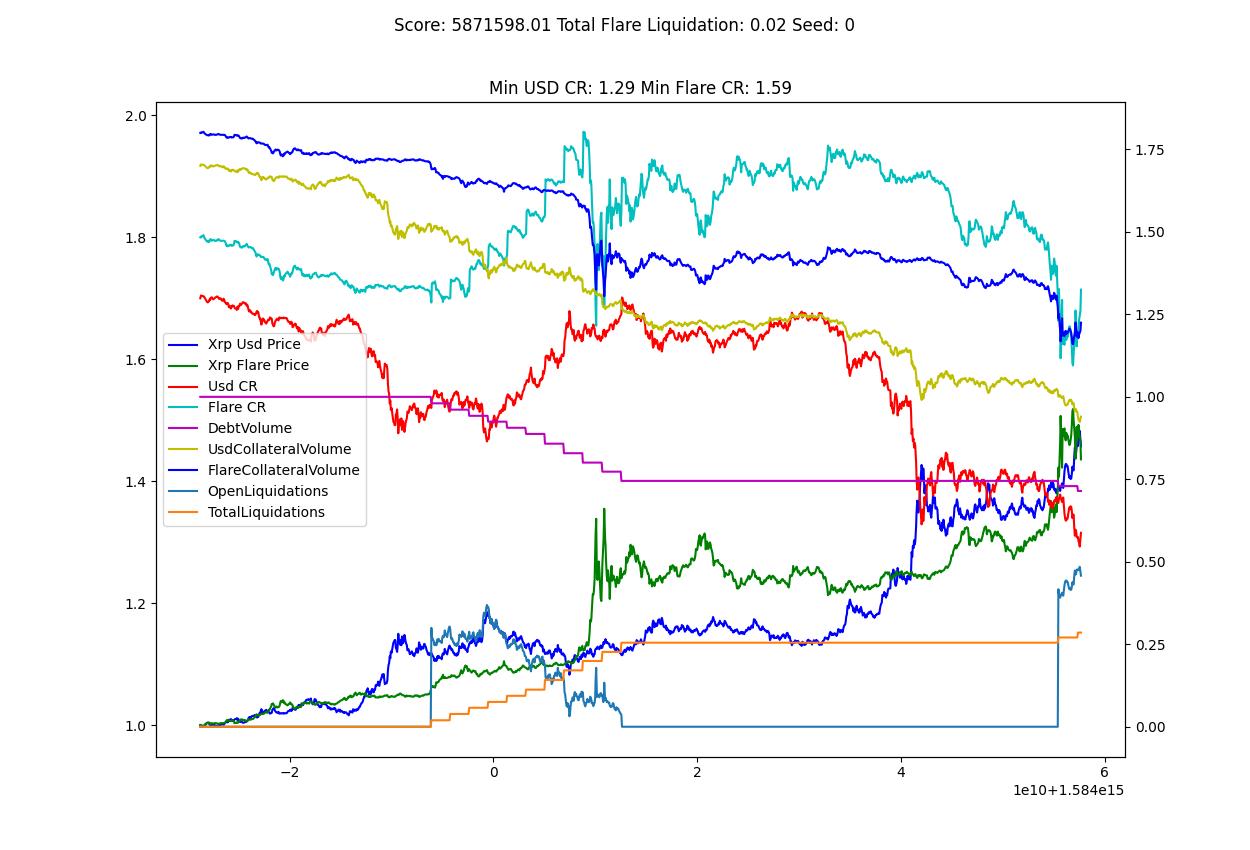 Score: 5871598.01 Total Flare Liquidation: 0.02 Seed: 0
Min USD CR: 1.29 Min Flare CR: 1.59
2.0
1.8
1.6
1.4
1.2
1.0
Xrp Usd Price
Xrp Flare Price
Usd CR
Flare CR
DebtVolume
UsdCollateralVolume
FlareCollateralVolume
OpenLiquidations
TotalLiquidations
1.75
1.50
1.25
1.00
0.75
0.50
0.25
0.00
−2 0 2 4 6
1e10+1.584e15